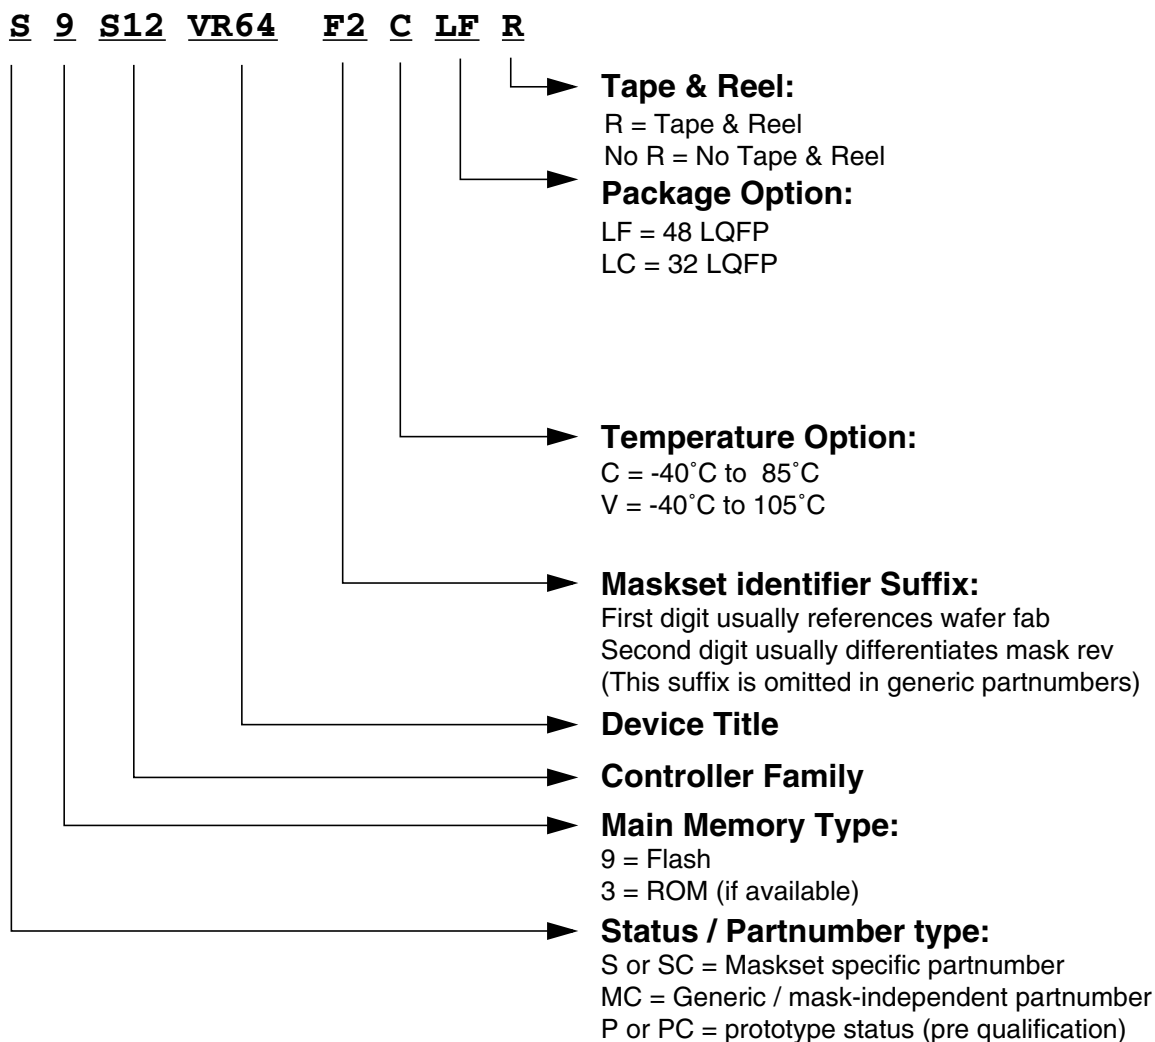 S 9 S12 VR64 F2 C LF R
Tape & Reel:
R = Tape & Reel
No R = No Tape & Reel
Package Option:
LF = 48 LQFP
LC = 32 LQFP
Temperature Option:
C = -40˚C to 85˚C
V = -40˚C to 105˚C
Maskset identifier Suffix:
First digit usually references wafer fab
Second digit usually differentiates mask rev
(This suffix is omitted in generic partnumbers)
Device Title
Controller Family
Main Memory Type:
9 = Flash
3 = ROM (if available)
Status / Partnumber type:
S or SC = Maskset specific partnumber
MC = Generic / mask-independent partnumber
P or PC = prototype status (pre qualification)